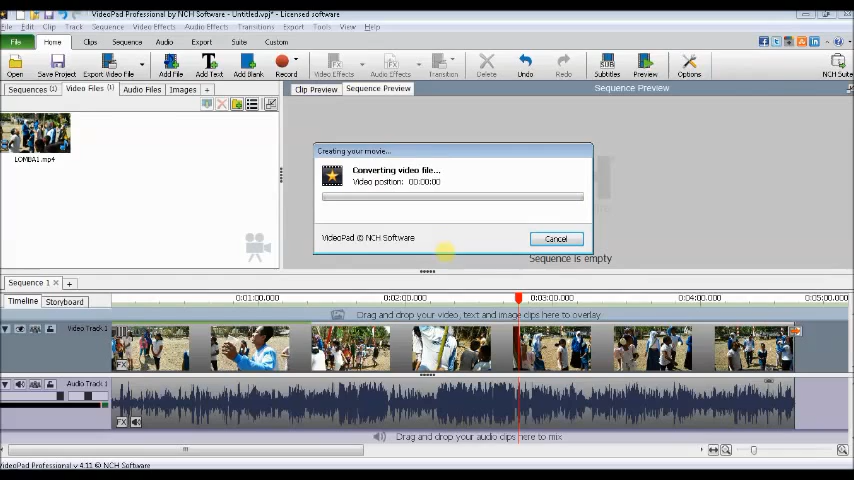 VideoPad Professional by NCH Software - Untitled.vpj* - Licensed software
File Edit Clip Track Sequence Video Effects Audio Effects Transitions Export Tools View Help
File Home Clips Sequence Audio Export Suite Custom
Open Save Project Export Video File Add File Add Text Add Blank Record Video Effects Audio Effects Transition Delete Undo Redo Subtitles Preview Options NCH Suite
Sequences (1) Video Files (1) Audio Files Images + Clip Preview Sequence Preview Sequence Preview
LOMBA1.mp4
Creating your movie...
Converting video file...
Video position: 00:00:00
VideoPad © NCH Software Cancel
Sequence is empty
Sequence 1 × +
Timeline Storyboard 0:01:00.000 0:02:00.000 0:03:00.000 0:04:00.000 0:05:00.000
Drag and drop your video, text and image clips here to overlay
Video Track 1
FX
Audio Track 1
FX
Drag and drop your audio clips here to mix
VideoPad Professional v 4.11 © NCH Software